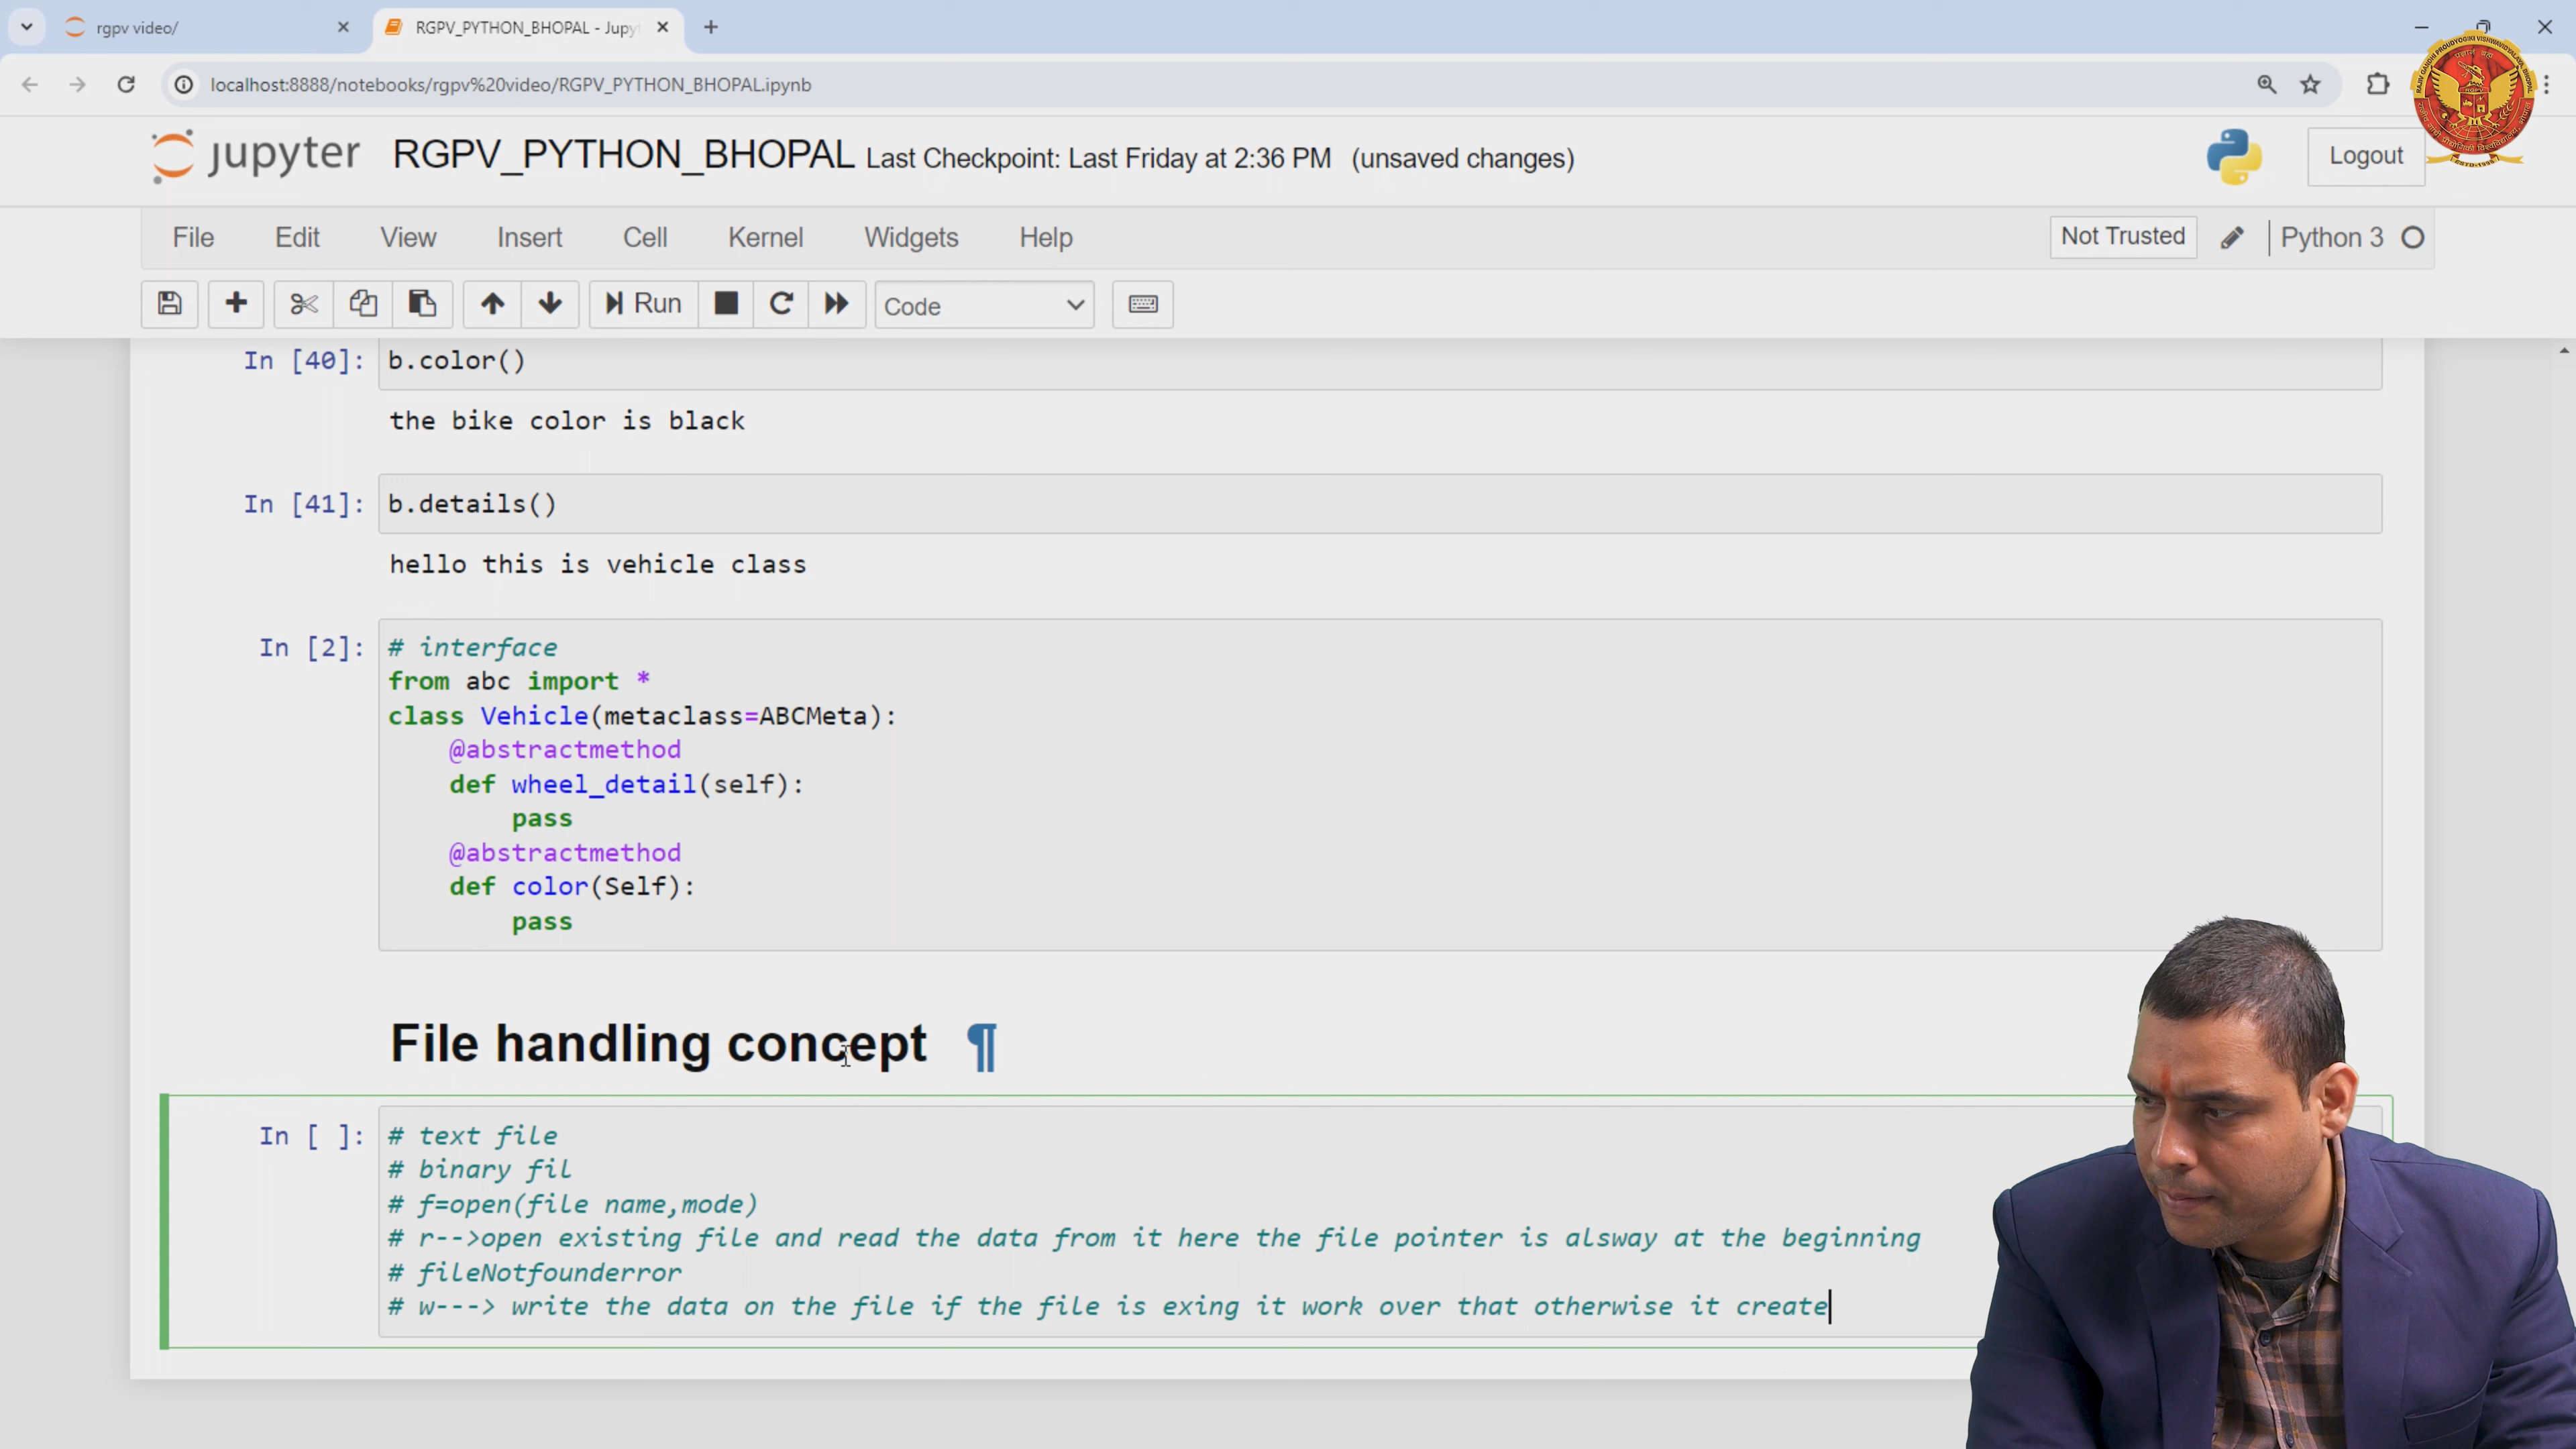 rgpv video/
RGPV_PYTHON_BHOPAL - Jupy
localhost:8888/notebooks/rgpv%20video/RGPV_PYTHON_BHOPAL.ipynb
jupyter RGPV_PYTHON_BHOPAL Last Checkpoint: Last Friday at 2:36 PM (unsaved changes)
Logout
File Edit View Insert Cell Kernel Widgets Help
Not Trusted
Python 3
Run
Code
In [40]: b.color()
the bike color is black
In [41]: b.details()
hello this is vehicle class
In [2]: # interface
from abc import *
class Vehicle(metaclass=ABCMeta):
@abstractmethod
def wheel_detail(self):
pass
@abstractmethod
def color(Self):
pass
File handling concept ¶
In [ ]: # text file
# binary fil
# f=open(file name,mode)
# r-->open existing file and read the data from it here the file pointer is alsway at the beginning
# fileNotfounderror
# w---> write the data on the file if the file is exing it work over that otherwise it create